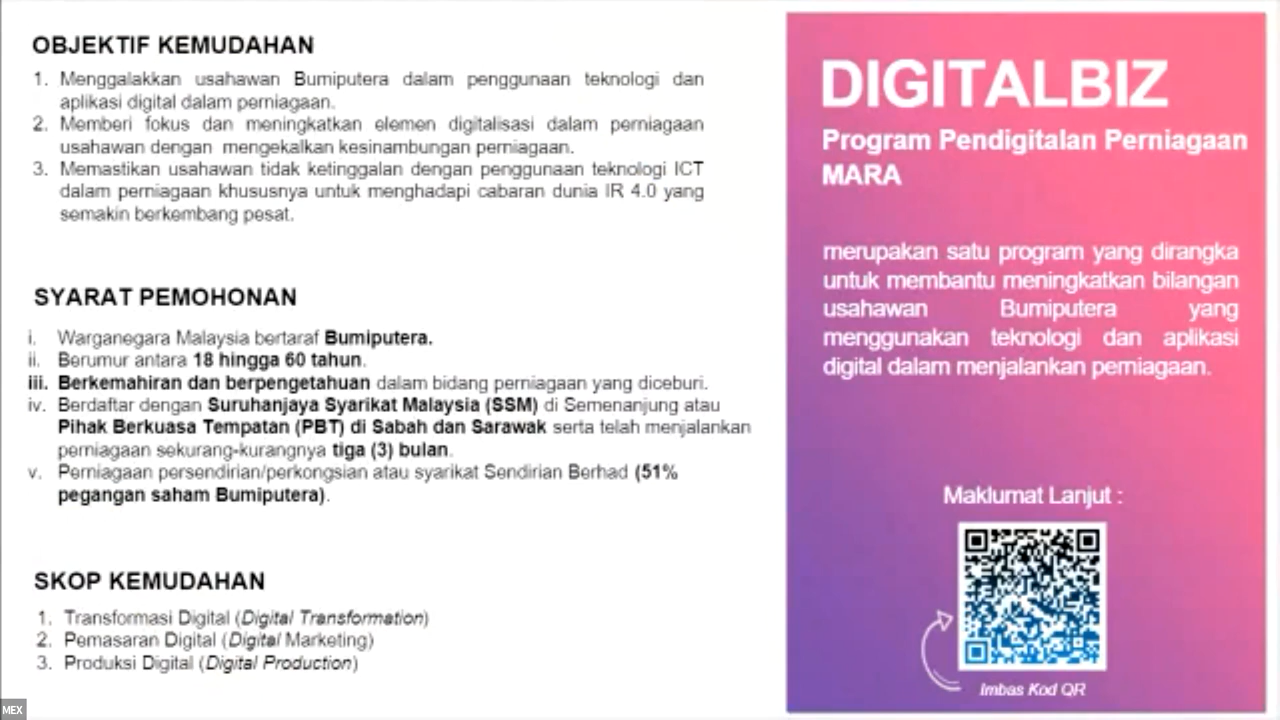 OBJEKTIF KEMUDAHAN
1. Menggalakkan usahawan Bumiputera dalam penggunaan teknologi dan
aplikasi digital dalam perniagaan.
2. Memberi fokus dan meningkatkan elemen digitalisasi dalam perniagaan
usahawan dengan mengekalkan kesinambungan perniagaan.
3. Memastikan usahawan tidak ketinggalan dengan penggunaan teknologi ICT
dalam perniagaan khususnya untuk menghadapi cabaran dunia IR 4.0 yang
semakin berkembang pesat.
SYARAT PEMOHONAN
i. Warganegara Malaysia bertaraf Bumiputera.
ii. Berumur antara 18 hingga 60 tahun.
iii. Berkemahiran dan berpengetahuan dalam bidang perniagaan yang diceburi.
iv. Berdaftar dengan Suruhanjaya Syarikat Malaysia (SSM) di Semenanjung atau
Pihak Berkuasa Tempatan (PBT) di Sabah dan Sarawak serta telah menjalankan
perniagaan sekurang-kurangnya tiga (3) bulan.
v. Perniagaan persendirian/perkongsian atau syarikat Sendirian Berhad (51%
pegangan saham Bumiputera).
SKOP KEMUDAHAN
1. Transformasi Digital (Digital Transformation)
2. Pemasaran Digital (Digital Marketing)
3. Produksi Digital (Digital Production)
DIGITALBIZ
Program Pendigitalan Perniagaan
MARA
merupakan satu program yang dirangka
untuk membantu meningkatkan bilangan
usahawan Bumiputera yang
menggunakan teknologi dan aplikasi
digital dalam menjalankan perniagaan.
Maklumat Lanjut :
Imbas Kod QR
MEX